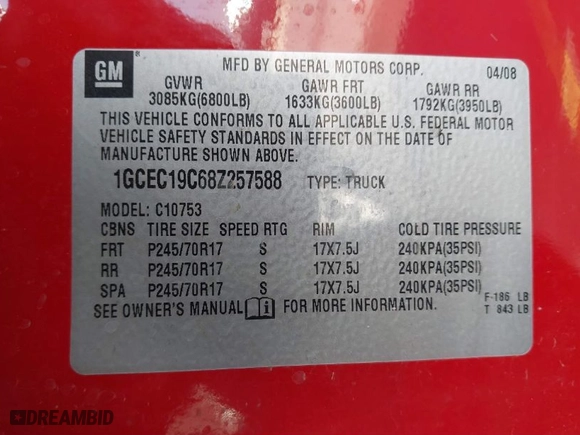 GM
MFD BY GENERAL MOTORS CORP. 04/08
GVWR GAWR FRT GAWR RR
3085KG(6800LB) 1633KG(3600LB) 1792KG(3950LB)
THIS VEHICLE CONFORMS TO ALL APPLICABLE U.S. FEDERAL MOTOR
VEHICLE SAFETY STANDARDS IN EFFECT ON THE DATE OF
MANUFACTURE SHOWN ABOVE.
1GCEC19C68Z257588 TYPE: TRUCK
MODEL: C10753
CBNS TIRE SIZE SPEED RTG RIM COLD TIRE PRESSURE
FRT P245/70R17 S 17X7.5J 240KPA(35PSI)
RR P245/70R17 S 17X7.5J 240KPA(35PSI)
SPA P245/70R17 S 17X7.5J 240KPA(35PSI)
SEE OWNER'S MANUAL i FOR MORE INFORMATION.
F-186 LB
T 843 LB
DREAMBID